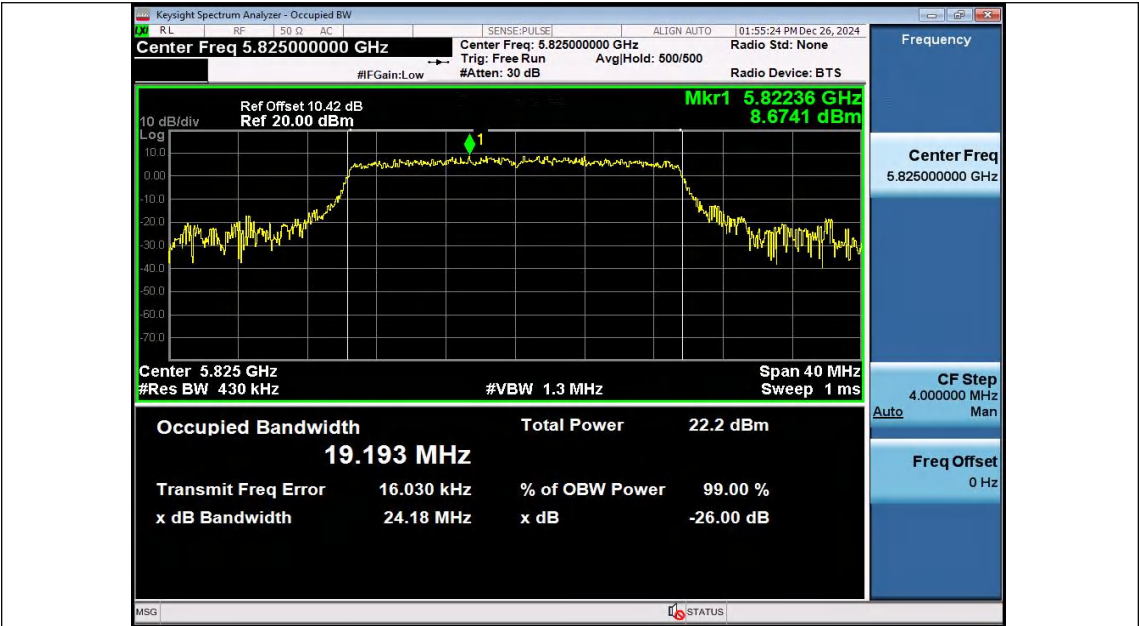 Keysight Spectrum Analyzer - Occupied BW
LXI RL RF 50 Ω AC SENSE:PULSE ALIGN AUTO 01:55:24 PM Dec 26, 2024
Center Freq 5.825000000 GHz
Center Freq: 5.825000000 GHz Radio Std: None
Trig: Free Run Avg|Hold: 500/500
#IFGain:Low #Atten: 30 dB Radio Device: BTS
Frequency
Mkr1 5.82236 GHz
8.6741 dBm
Ref Offset 10.42 dB
10 dB/div Ref 20.00 dBm
Log
1
10.0
0.00
-10.0
-20.0
-30.0
-40.0
-50.0
-60.0
-70.0
Center 5.825 GHz Span 40 MHz
#Res BW 430 kHz #VBW 1.3 MHz Sweep 1 ms
Occupied Bandwidth Total Power 22.2 dBm
19.193 MHz
Transmit Freq Error 16.030 kHz % of OBW Power 99.00 %
x dB Bandwidth 24.18 MHz x dB -26.00 dB
Center Freq
5.825000000 GHz
CF Step
4.000000 MHz
Auto Man
Freq Offset
0 Hz
MSG STATUS